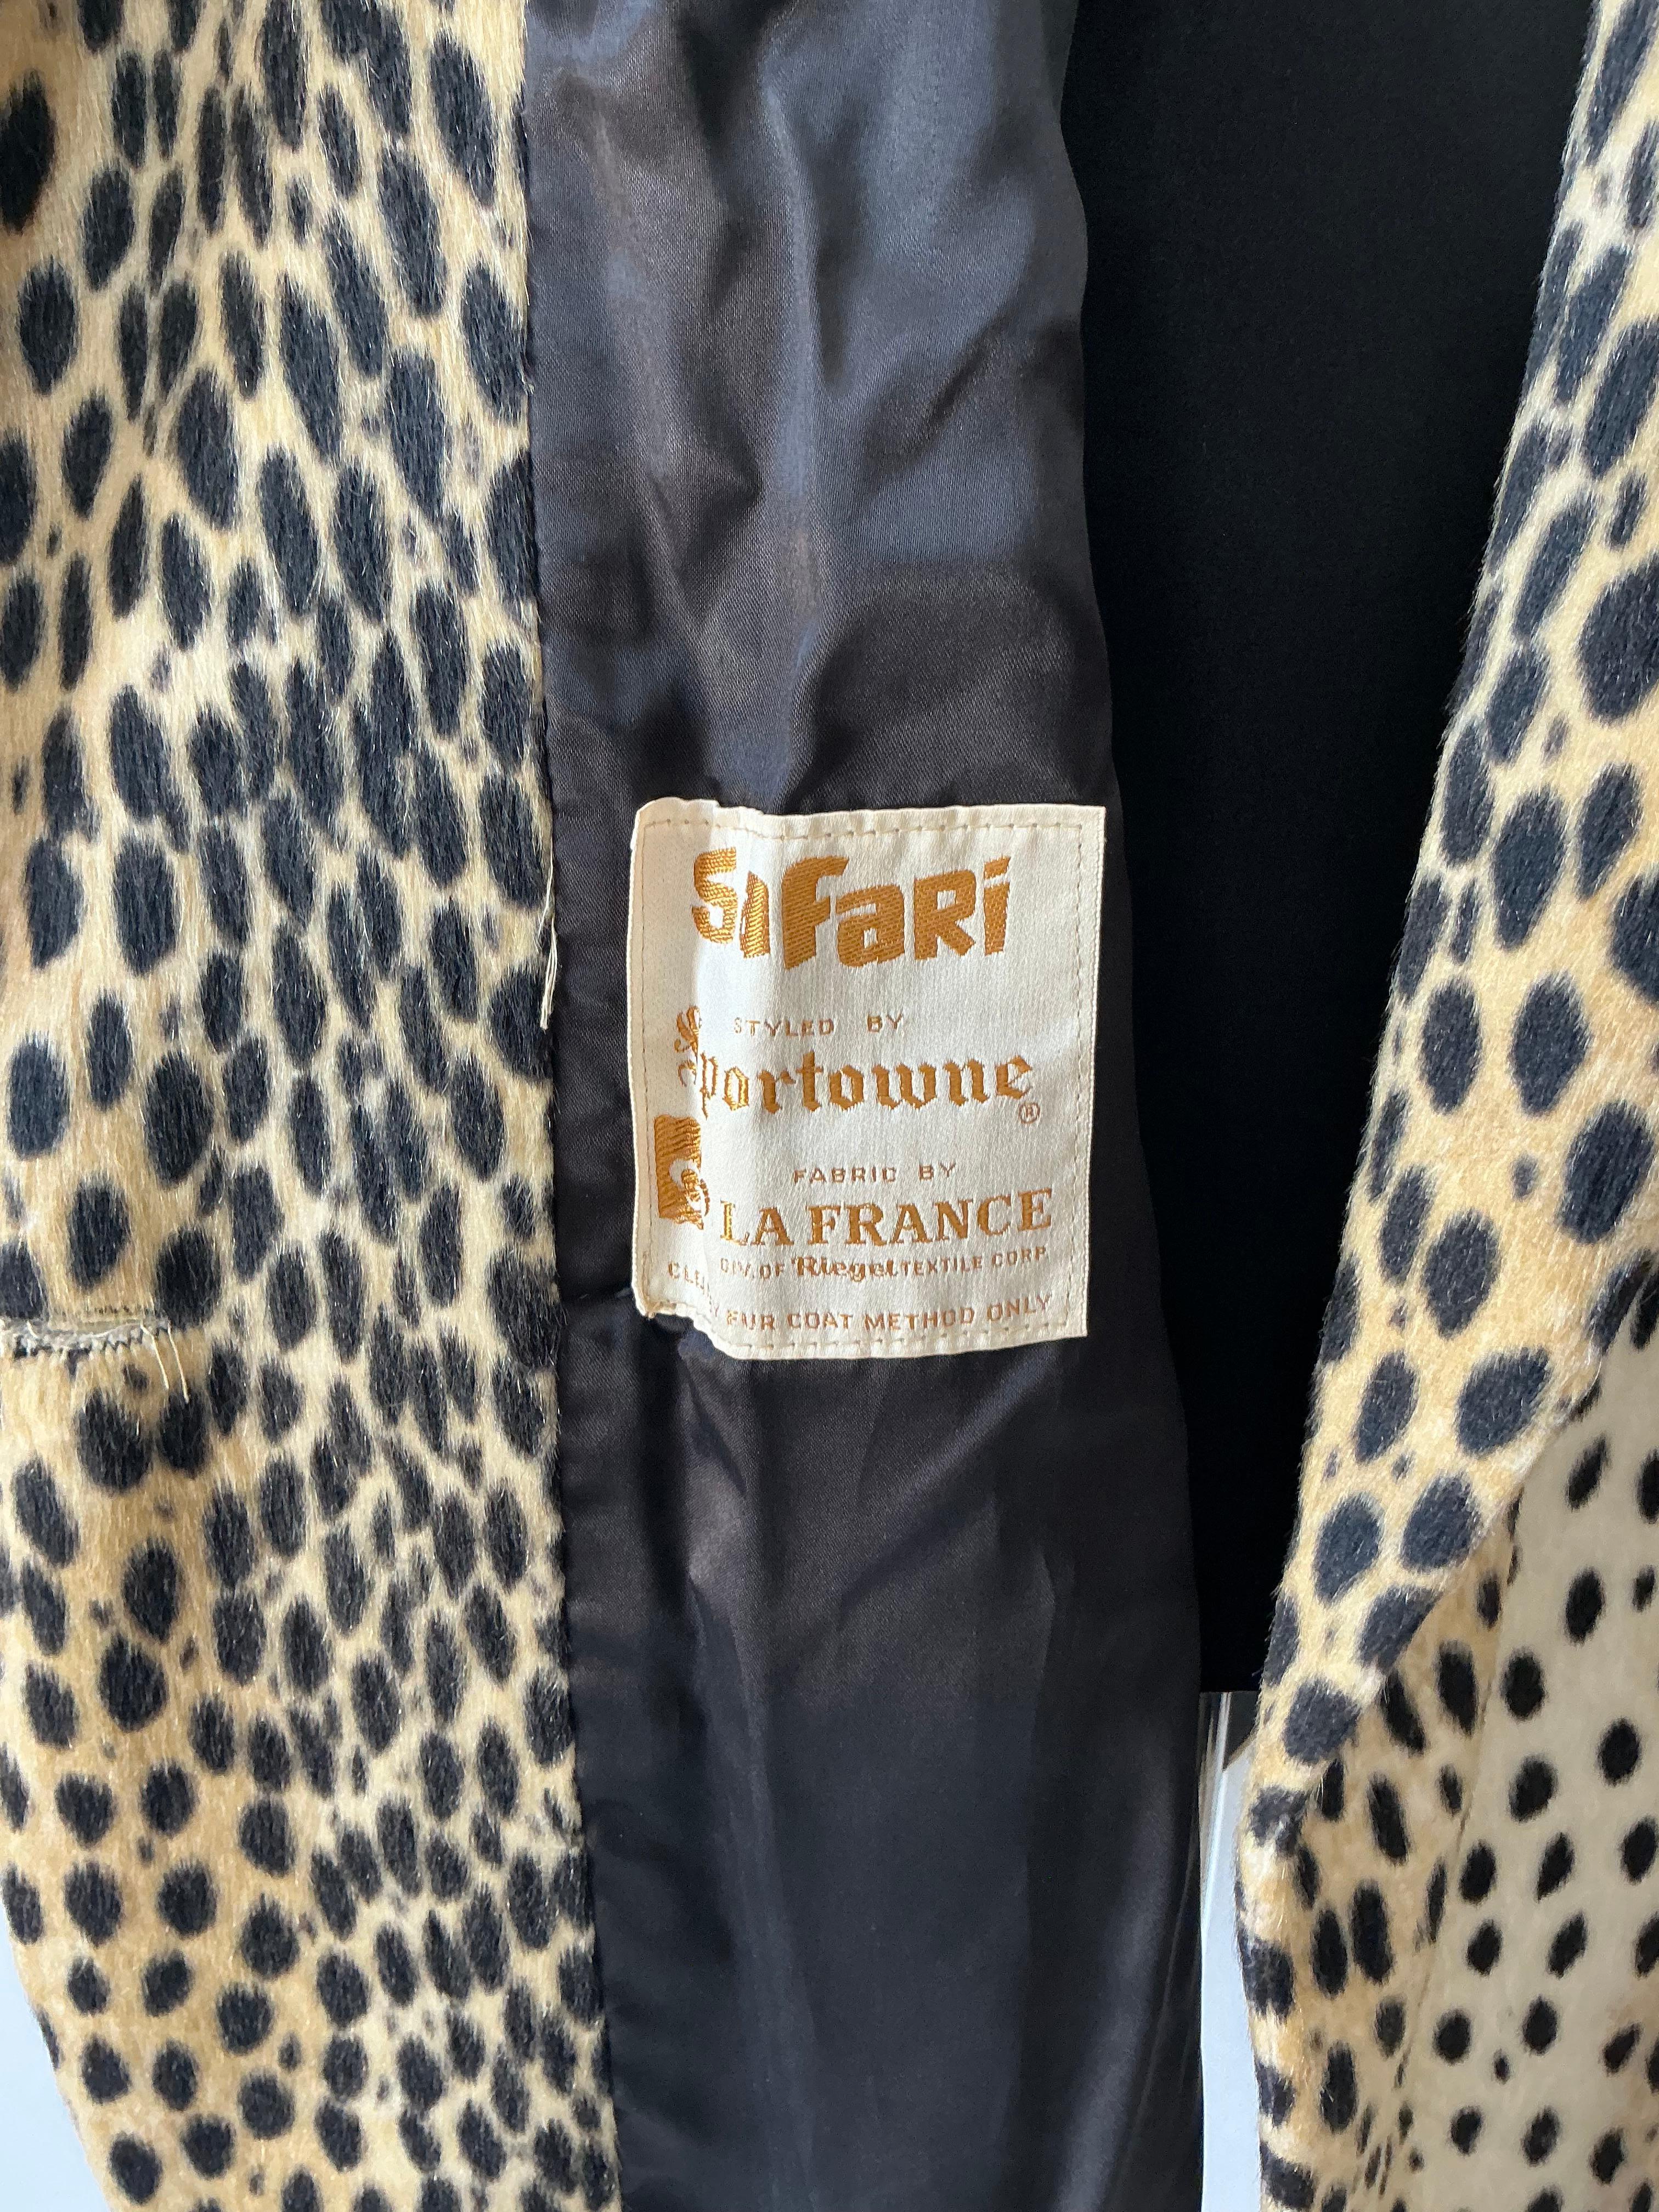 SAFARI
STYLED BY
Sportowne ®
FABRIC BY
LA FRANCE
DIV. OF Riegel TEXTILE CORP.
FUR COAT METHOD ONLY